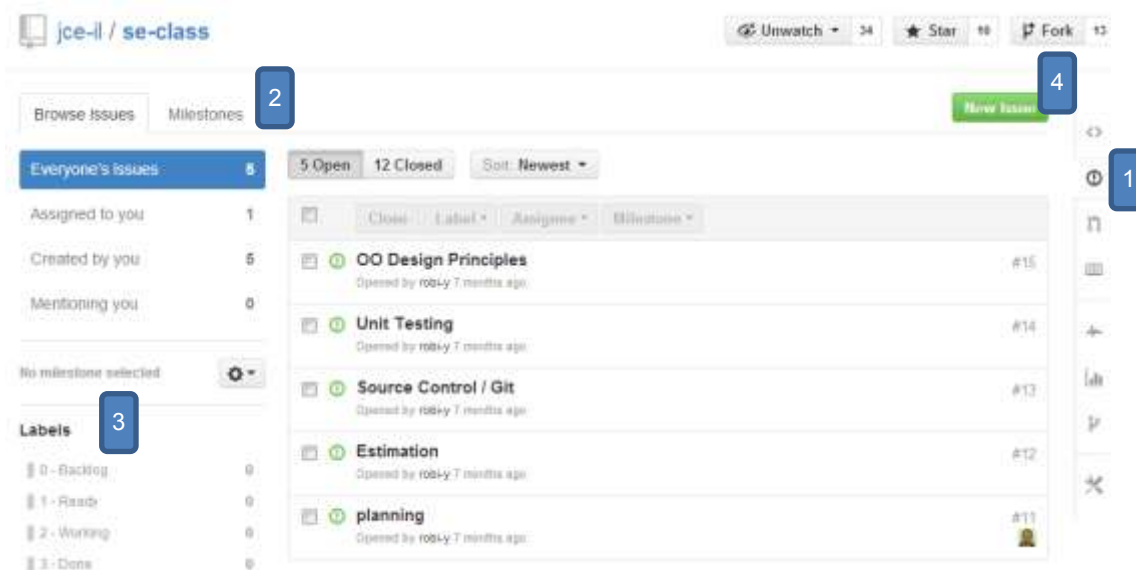 jce-il / se-class
Unwatch 34 Star 10 Fork 13
4
2
Browse Issues Milestones New Issue
Everyone's Issues 5
5 Open 12 Closed Sort: Newest
1
Assigned to you 1
Close Label Assignee Milestone
Created by you 5
OO Design Principles #15
Opened by robi-y 7 months ago
Mentioning you 0
Unit Testing #14
Opened by robi-y 7 months ago
No milestone selected
Source Control / Git #13
Opened by robi-y 7 months ago
3
Labels
Estimation #12
Opened by robi-y 7 months ago
0 - Backlog 0
1 - Ready 0
planning #11
Opened by robi-y 7 months ago
2 - Working 0
3 - Done 0